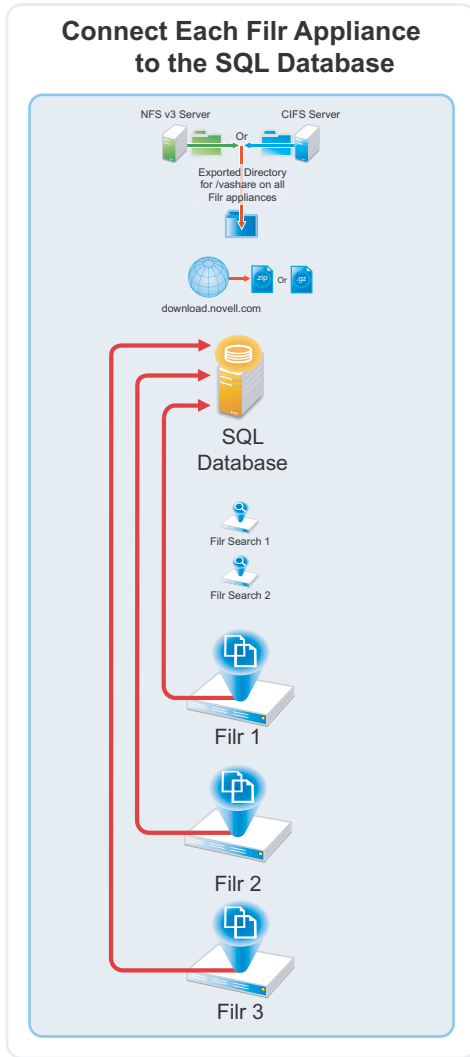 Connect Each Filr Appliance
to the SQL Database
NFS v3 Server
CIFS Server
Or
Exported Directory
for /vashare on all
Filr appliances
.zip
Or
.gz
download.novell.com
SQL
Database
Filr Search 1
Filr Search 2
Filr 1
Filr 2
Filr 3